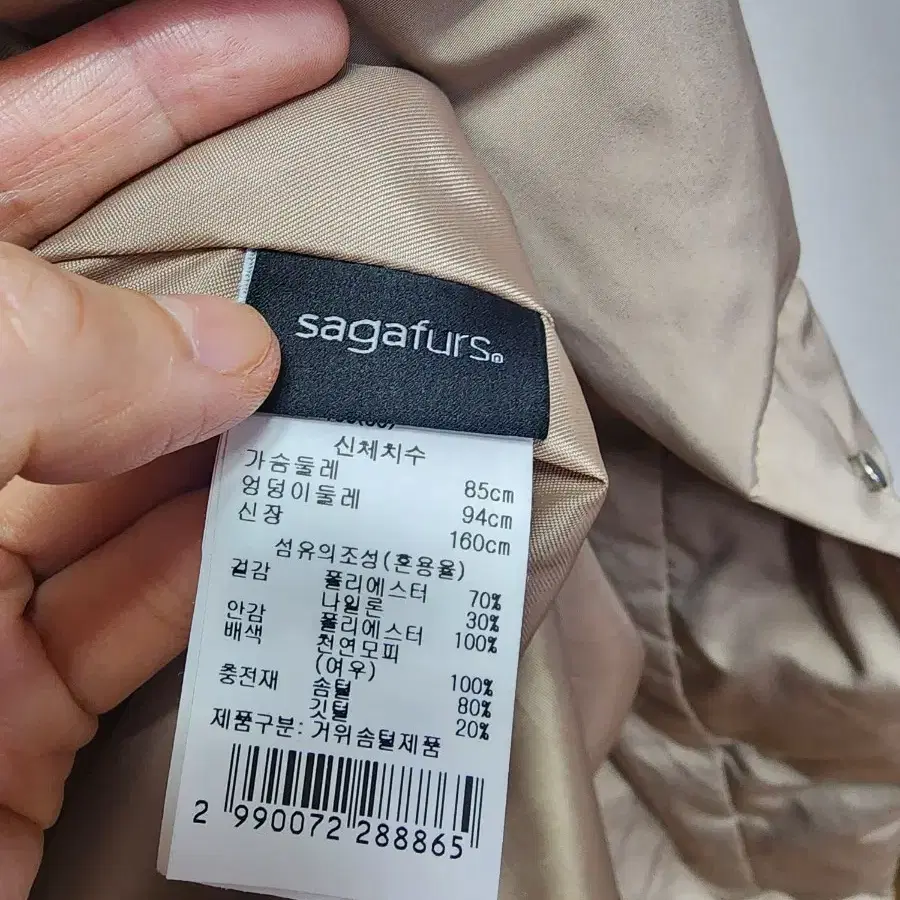 sagafurs
신체치수
가슴둘레 85cm
엉덩이둘레 94cm
신장 160cm
섬유의조성(혼용율)
겉감 폴리에스터 70%
나일론 30%
안감 폴리에스터 100%
배색 천연모피
(여우) 100%
충전재 솜털 80%
깃털 20%
제품구분: 거위솜털제품
2 990072 288865